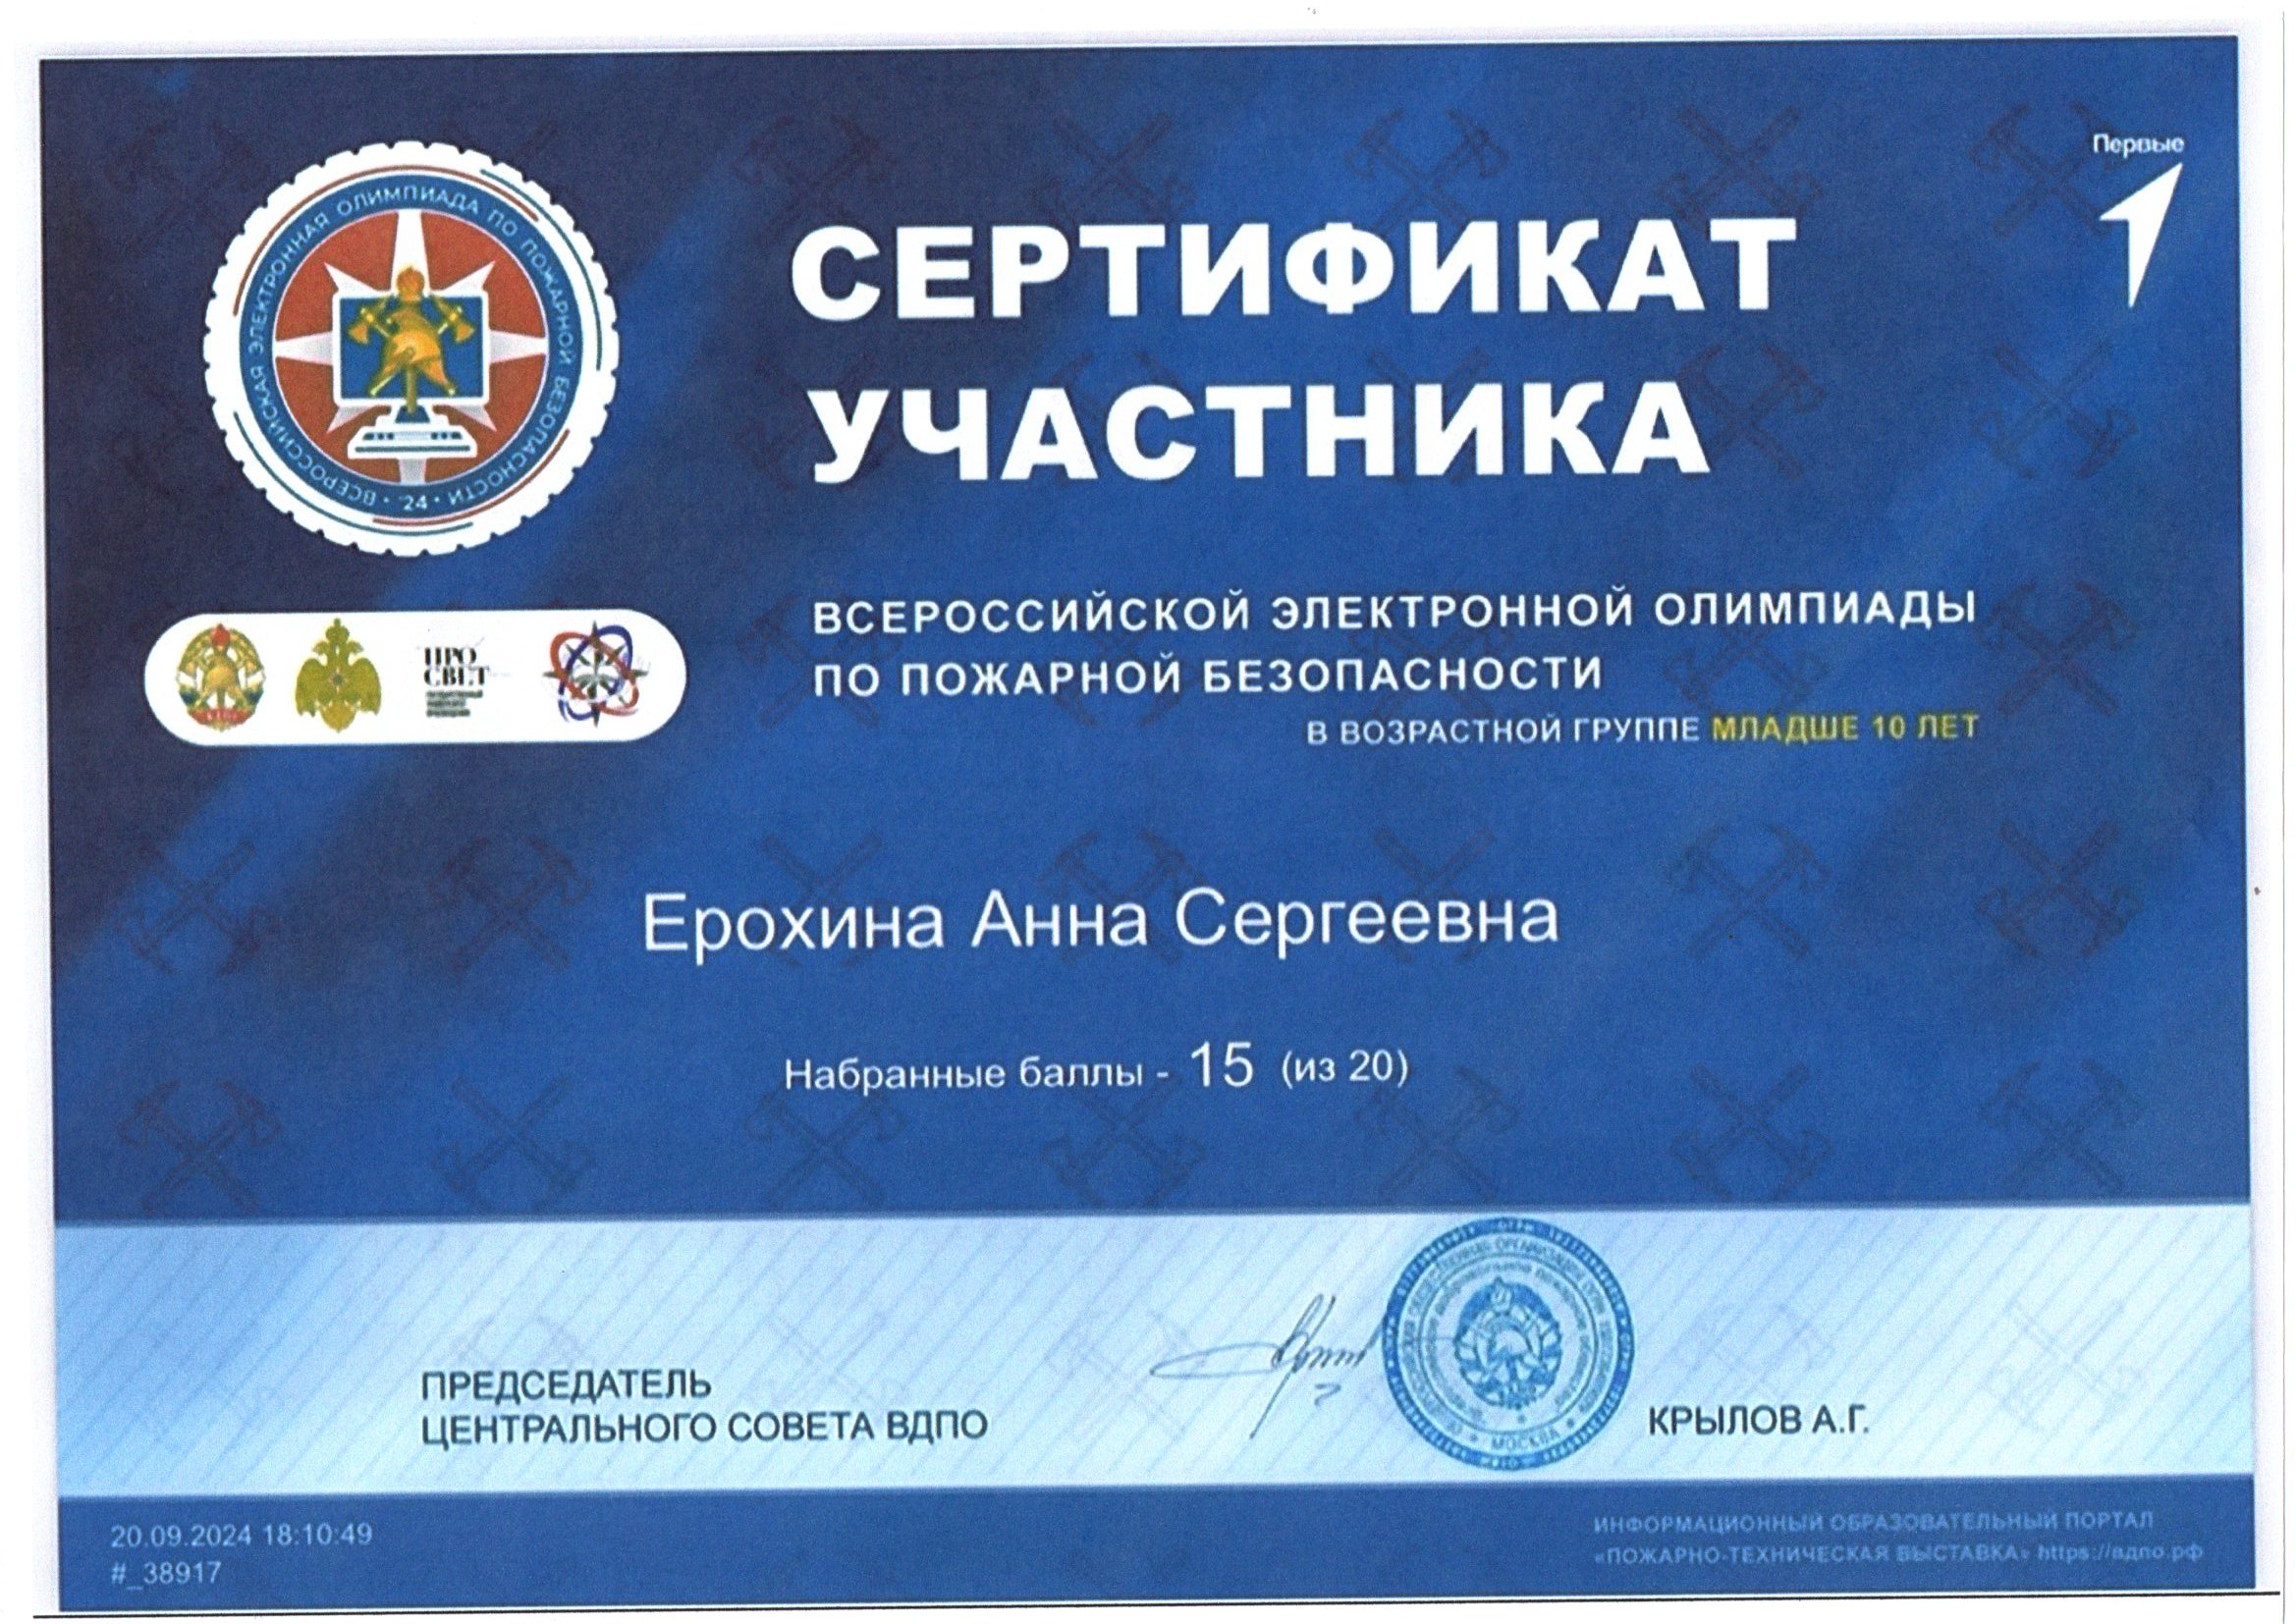 Первые
ВСЕРОССИЙСКАЯ ЭЛЕКТРОННАЯ ОЛИМПИАДА ПО ПОЖАРНОЙ БЕЗОПАСНОСТИ
• '24 •
СЕРТИФИКАТ
УЧАСТНИКА
ПРО
СВЕТ
ВСЕРОССИЙСКОЙ ЭЛЕКТРОННОЙ ОЛИМПИАДЫ
ПО ПОЖАРНОЙ БЕЗОПАСНОСТИ
В ВОЗРАСТНОЙ ГРУППЕ МЛАДШЕ 10 ЛЕТ
Ерохина Анна Сергеевна
Набранные баллы - 15 (из 20)
ПРЕДСЕДАТЕЛЬ
ЦЕНТРАЛЬНОГО СОВЕТА ВДПО
МОСКВА
КРЫЛОВ А.Г.
20.09.2024 18:10:49
#_38917
ИНФОРМАЦИОННЫЙ ОБРАЗОВАТЕЛЬНЫЙ ПОРТАЛ
«ПОЖАРНО-ТЕХНИЧЕСКАЯ ВЫСТАВКА» https://вдпо.рф